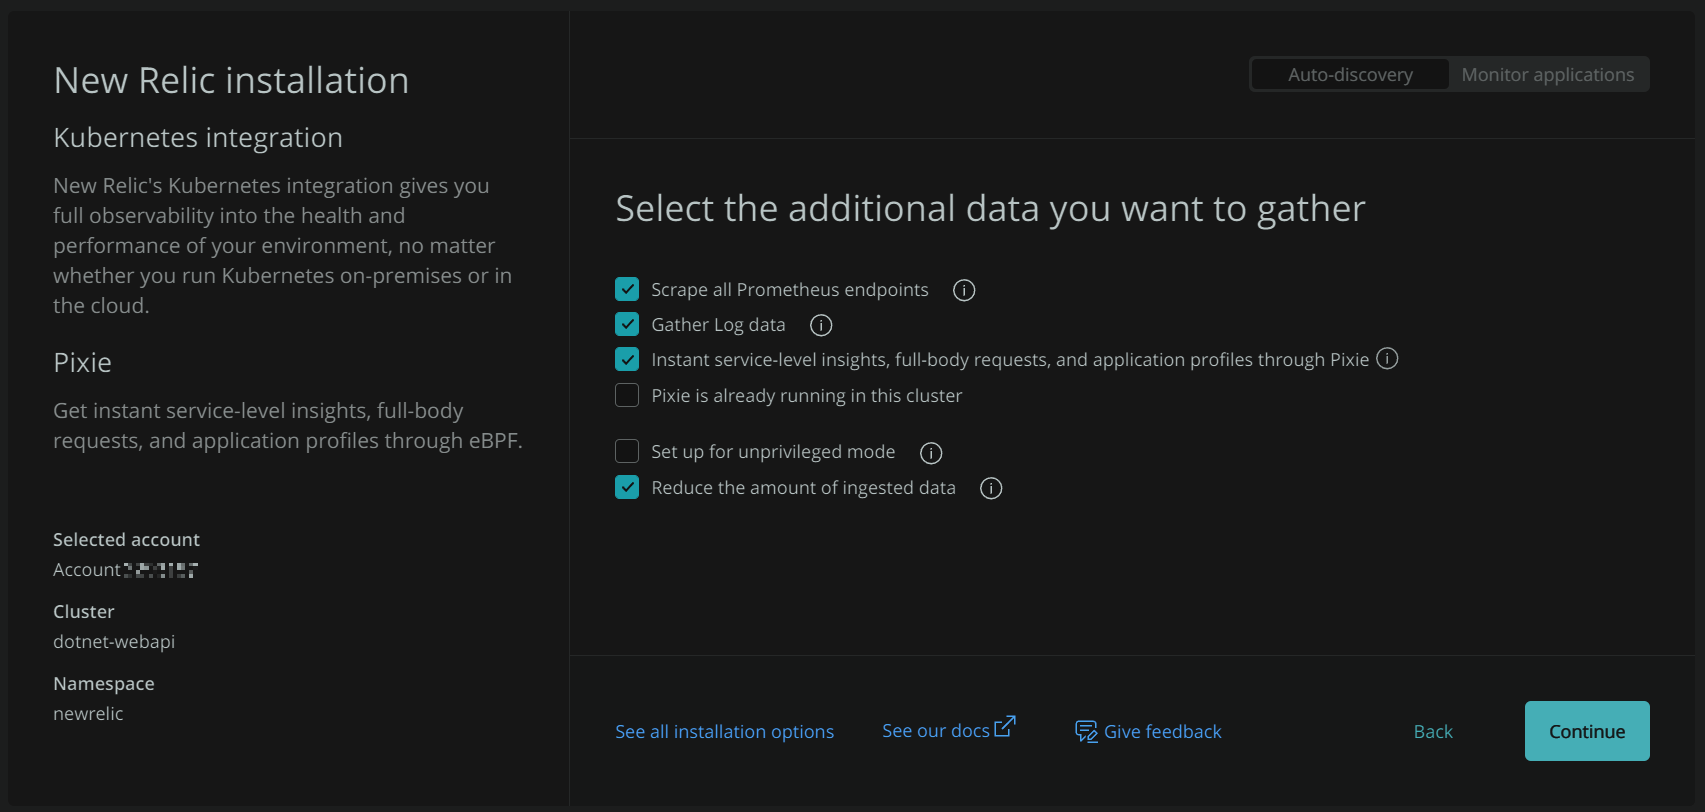 New Relic installation
Kubernetes integration
New Relic's Kubernetes integration gives you
full observability into the health and
performance of your environment, no matter
whether you run Kubernetes on-premises or in
the cloud.
Pixie
Get instant service-level insights, full-body
requests, and application profiles through eBPF.
Selected account
Account
Cluster
dotnet-webapi
Namespace
newrelic
Auto-discovery
Monitor applications
Select the additional data you want to gather
Scrape all Prometheus endpoints
Gather Log data
Instant service-level insights, full-body requests, and application profiles through Pixie
Pixie is already running in this cluster
Set up for unprivileged mode
Reduce the amount of ingested data
See all installation options
See our docs
Give feedback
Back
Continue